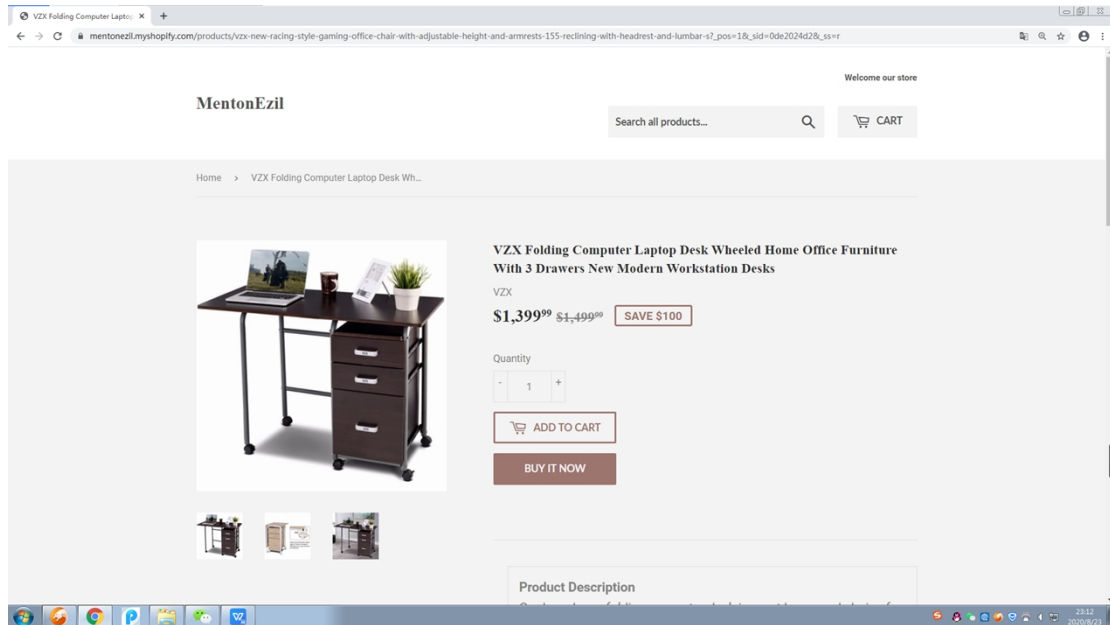 VZX Folding Computer Laptop
mentonezil.myshopify.com/products/vzx-new-racing-style-gaming-office-chair-with-adjustable-height-and-armrests-155-reclining-with-headrest-and-lumbar-s?_pos=1&_sid=0de2024d2&_ss=r
Welcome our store
MentonEzil
Search all products...
CART
Home › VZX Folding Computer Laptop Desk Wh...
VZX Folding Computer Laptop Desk Wheeled Home Office Furniture
With 3 Drawers New Modern Workstation Desks
VZX
$1,399⁹⁹ $1,499⁹⁹ SAVE $100
Quantity
- 1 +
ADD TO CART
BUY IT NOW
Product Description
23:12
2020/8/23